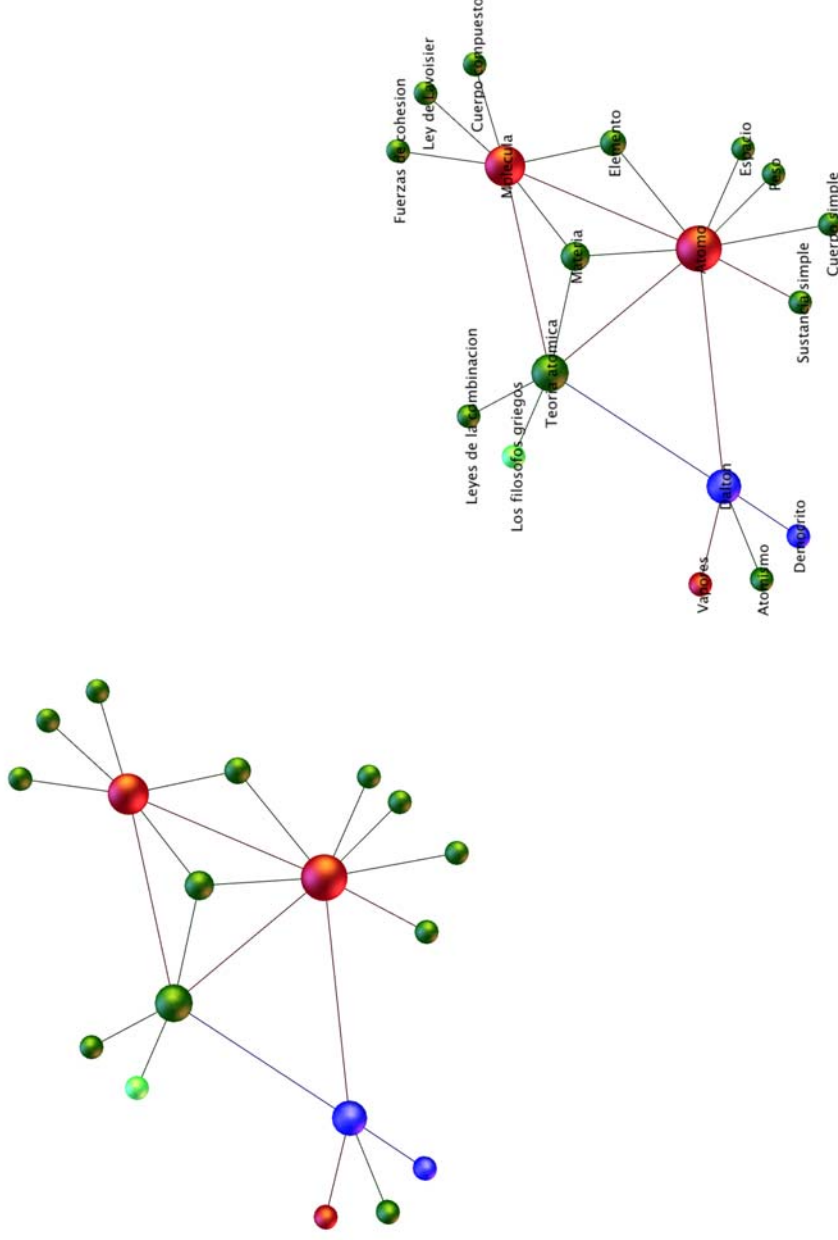 Fuerzas de cohesion
Ley de Lavoisier
Cuerpo compuesto
Molecula
Elemento
Espacio
Peso
Cuerpo simple
Sustancia simple
Atomo
Materia
Teoria atomica
Leyes de la combinacion
Los filosofos griegos
Dalton
Democrito
Atomismo
Vapores